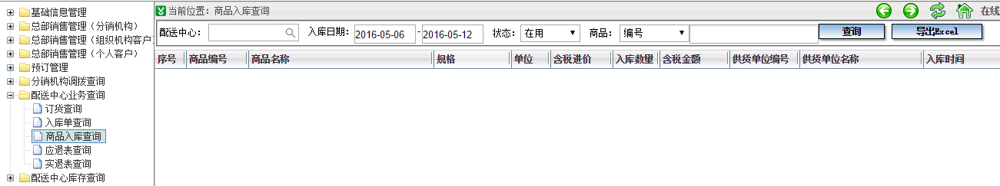 基础信息管理
总部销售管理（分销机构）
总部销售管理（组织机构客户
总部销售管理（个人客户）
预订管理
分销机构调拨查询
配送中心业务查询
订货查询
入库单查询
商品入库查询
应退表查询
实退表查询
配送中心库存查询
当前位置：商品入库查询 在线
配送中心： 入库日期： 2016-05-06 - 2016-05-12 状态： 在用 商品： 编号 查询 导出Excel
序号 商品编号 商品名称 规格 单位 含税进价 入库数量 含税金额 供货单位编号 供货单位名称 入库时间